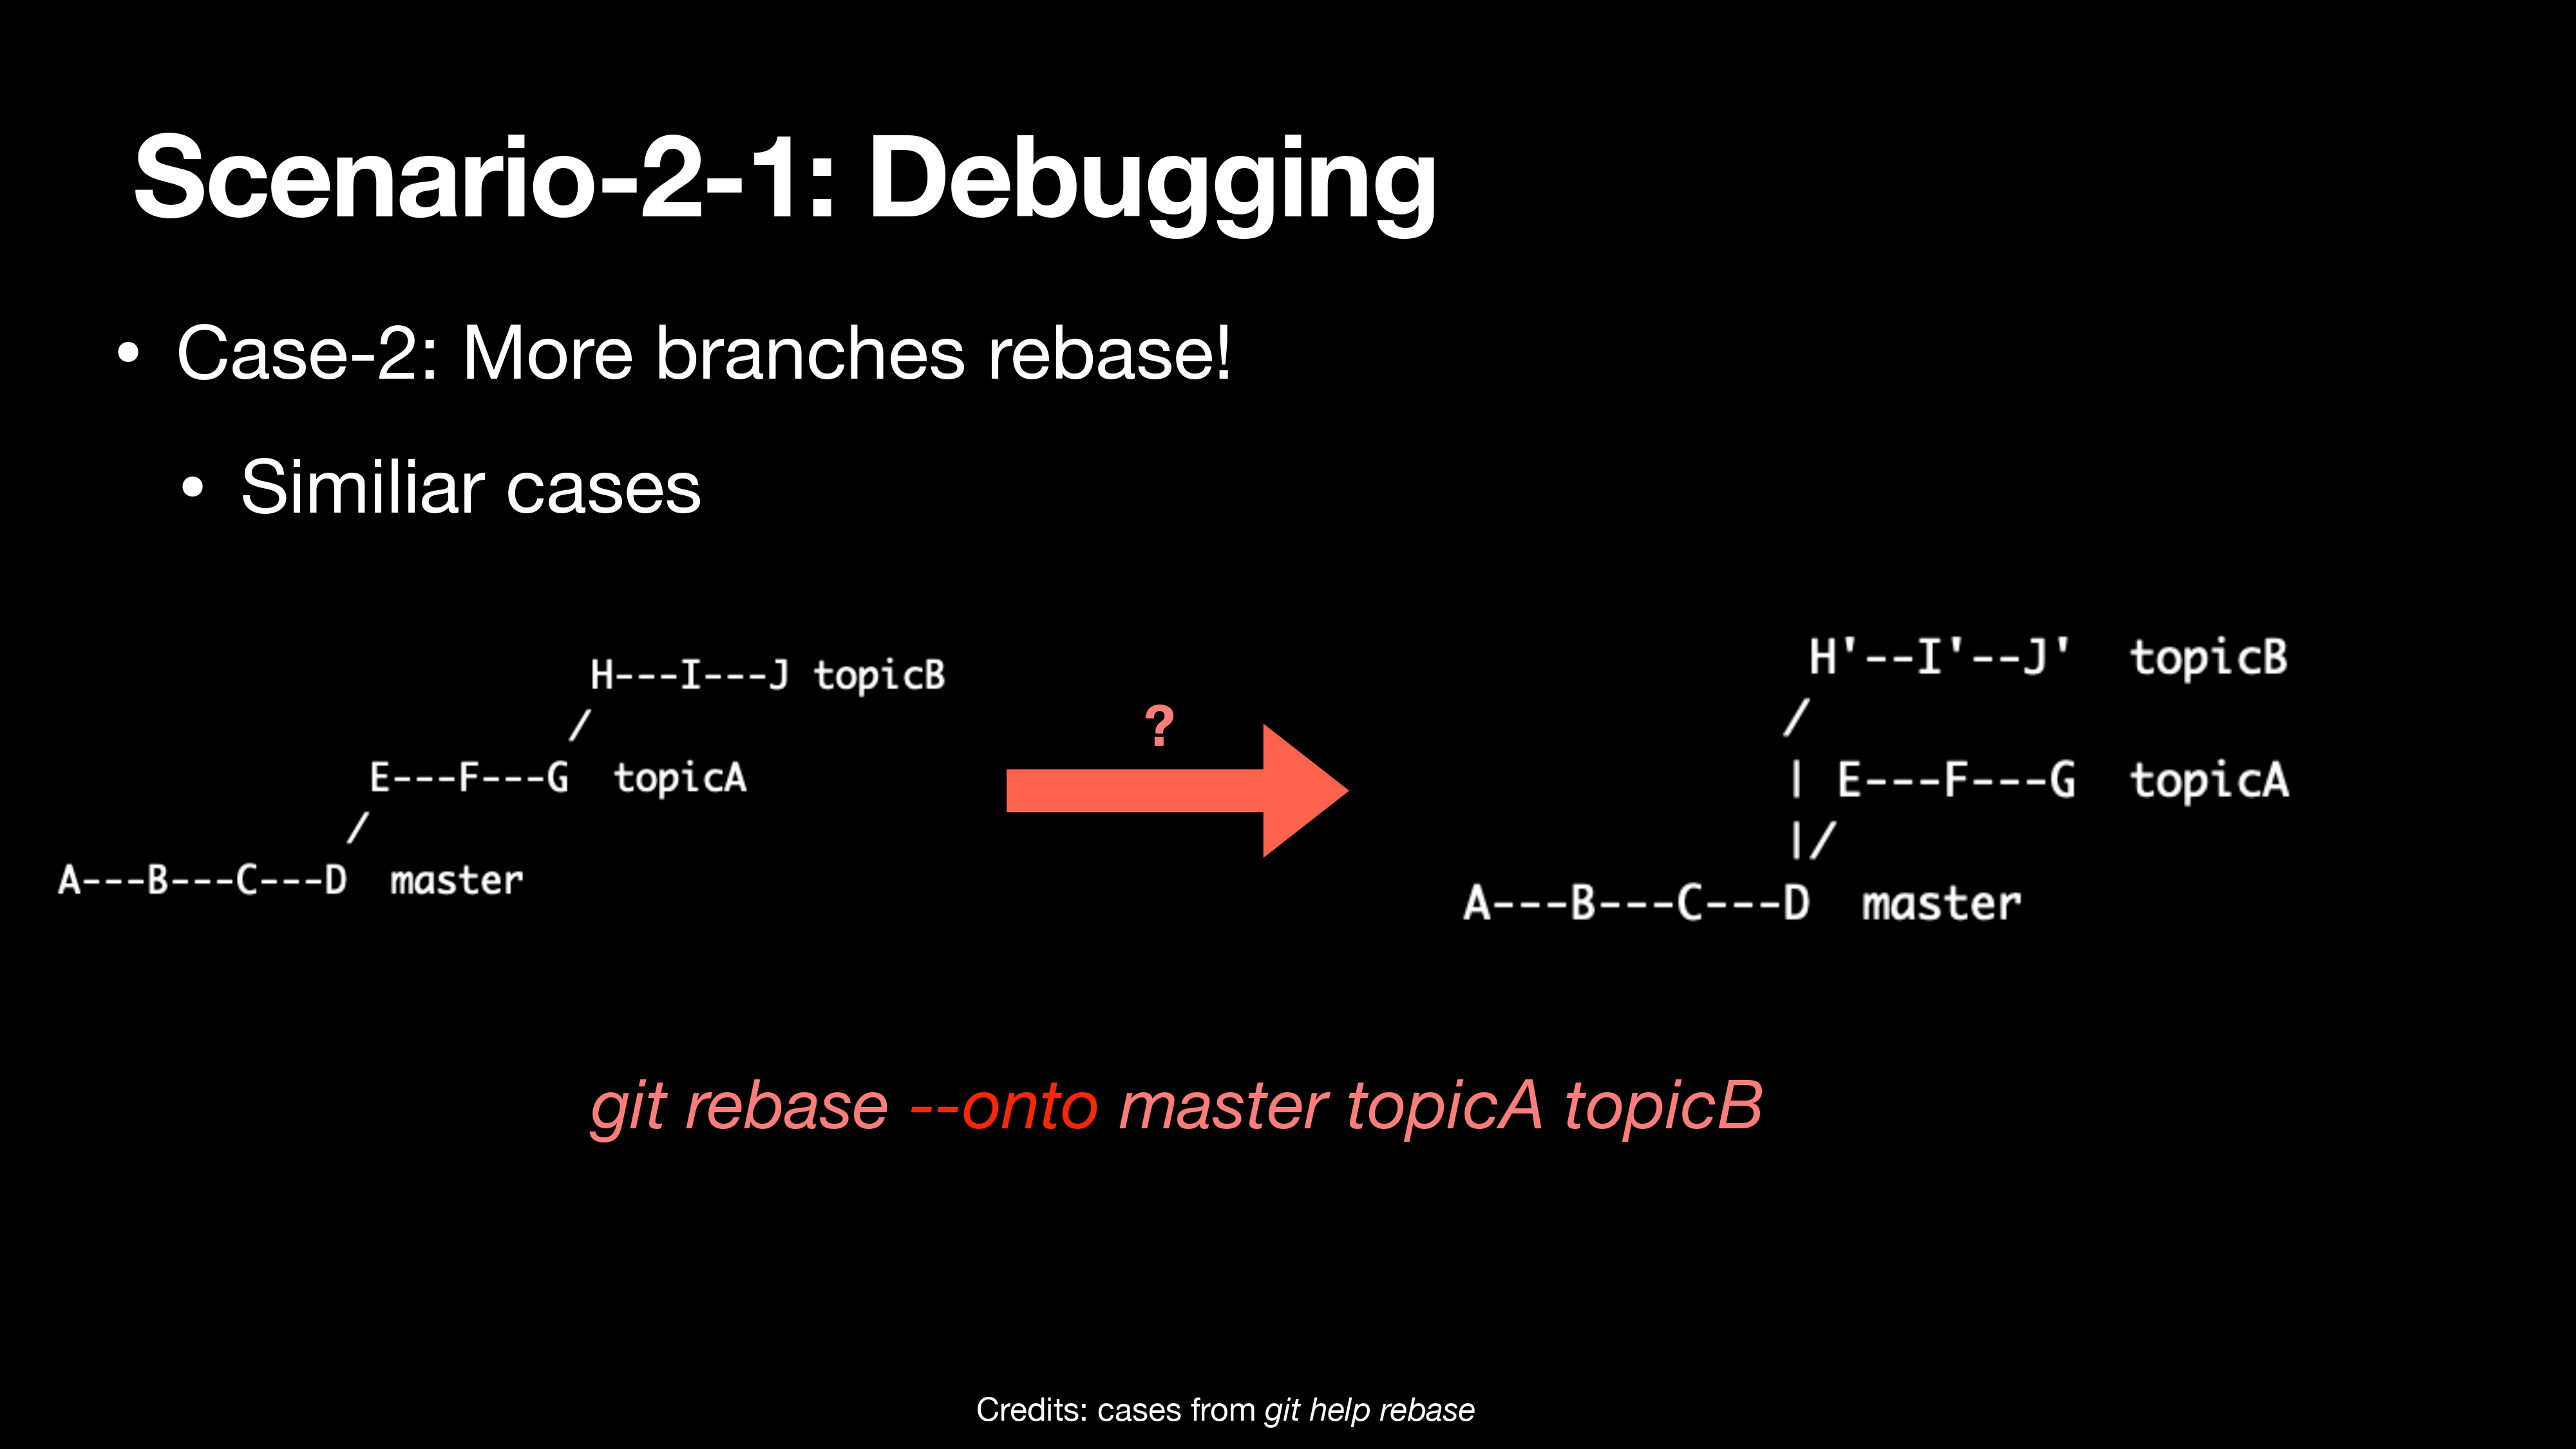 Scenario-2-1: Debugging
• Case-2: More branches rebase!
• Similiar cases
H---I---J topicB
/
E---F---G topicA
/
A---B---C---D master
?
H'--I'--J' topicB
/
| E---F---G topicA
|/
A---B---C---D master
git rebase --onto master topicA topicB
Credits: cases from git help rebase